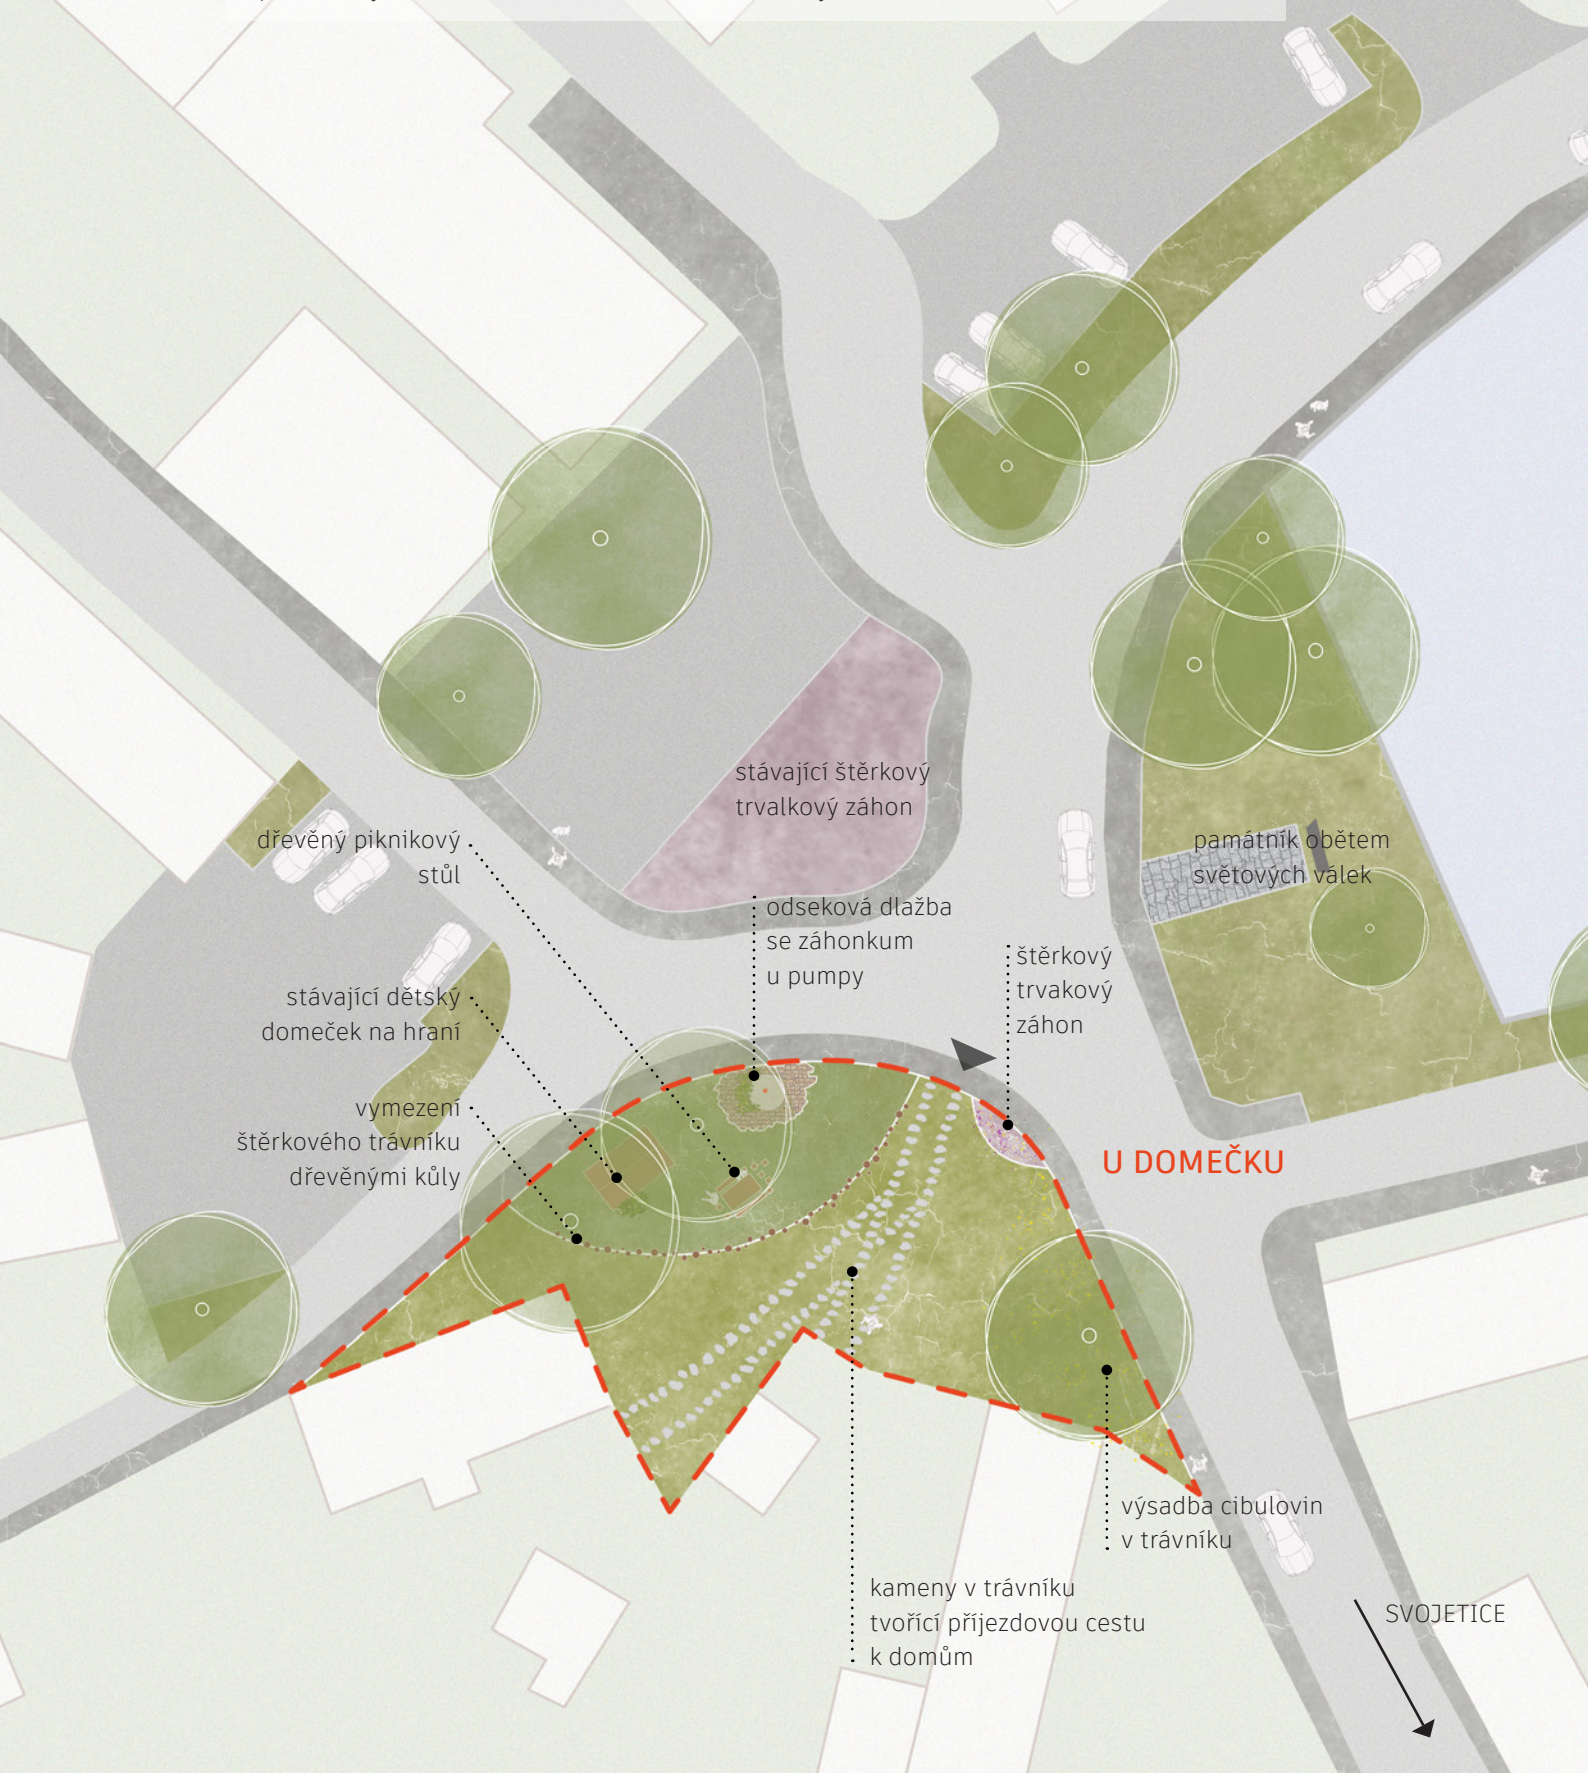 stávající štěrkový
trvalkový záhon
dřevěný piknikový
stůl
památník obětem
světových válek
odseková dlažba
se záhonkum
u pumpy
štěrkový
trvakový
záhon
stávající dětský
domeček na hraní
vymezení
štěrkového trávníku
dřevěnými kůly
U DOMEČKU
výsadba cibulovin
v trávníku
kameny v trávníku
tvořící příjezdovou cestu
k domům
SVOJETICE